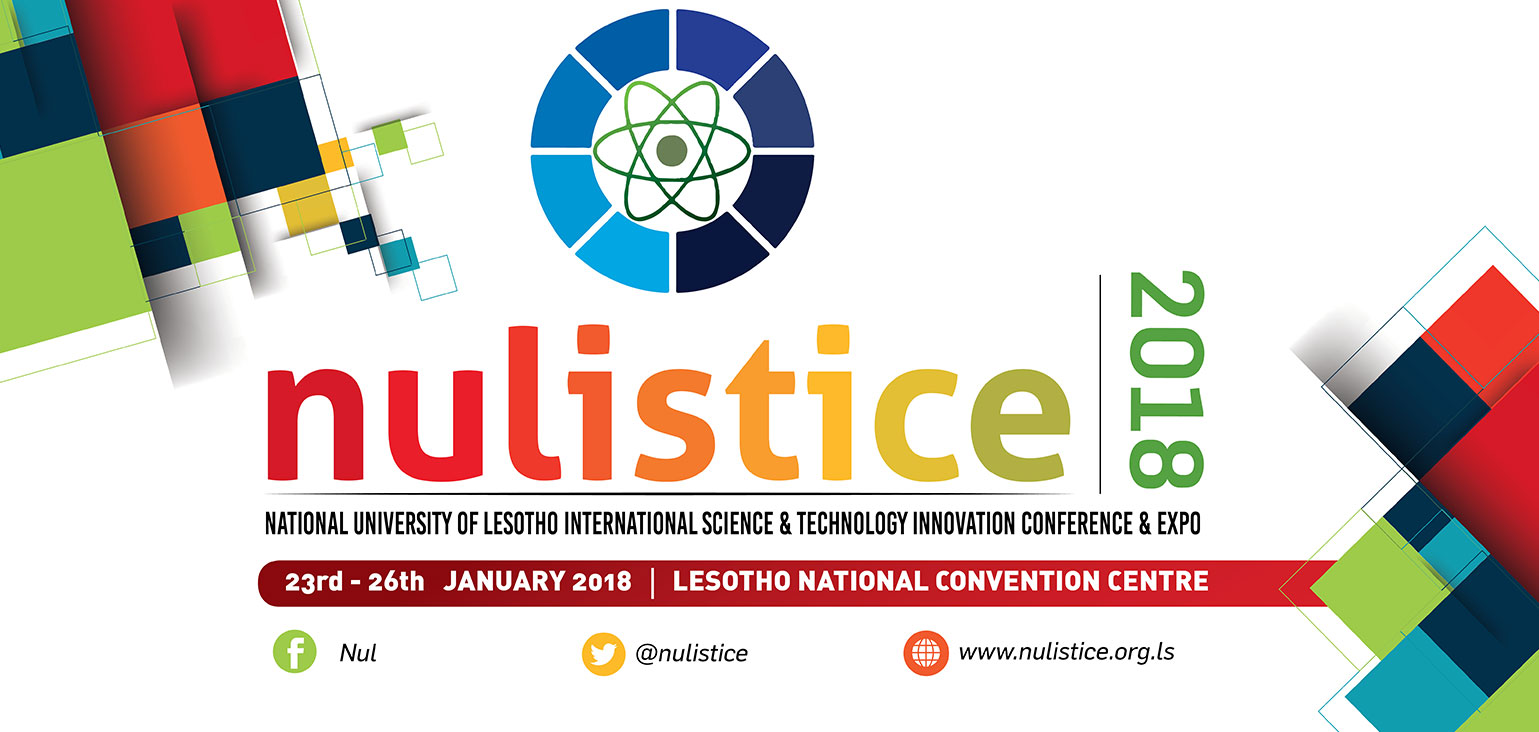 nulistice
2018
NATIONAL UNIVERSITY OF LESOTHO INTERNATIONAL SCIENCE & TECHNOLOGY INNOVATION CONFERENCE & EXPO
23rd - 26th JANUARY 2018 | LESOTHO NATIONAL CONVENTION CENTRE
f Nul @nulistice www.nulistice.org.ls